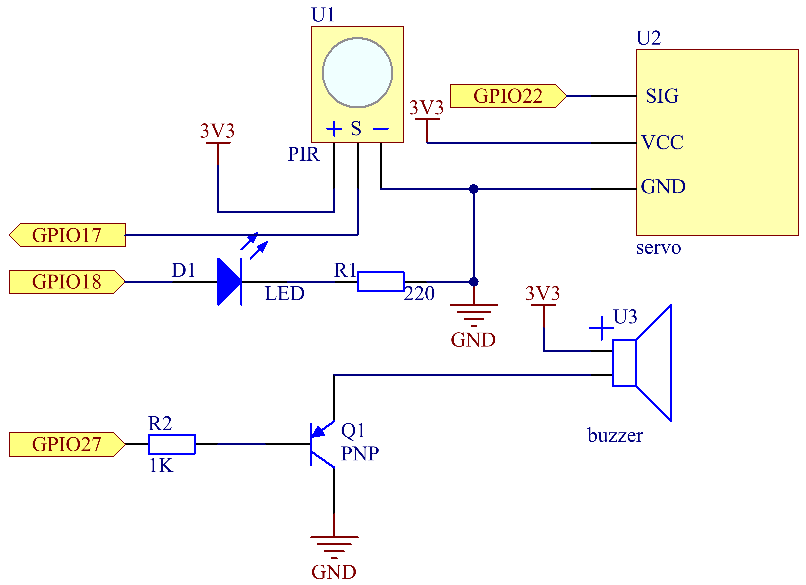 U1
U2
GPIO22
SIG
3V3
3V3
+ S −
VCC
PIR
GND
GPIO17
servo
GPIO18
D1
LED
R1
220
3V3
GND
+
U3
buzzer
R2
GPIO27
1K
Q1
PNP
GND